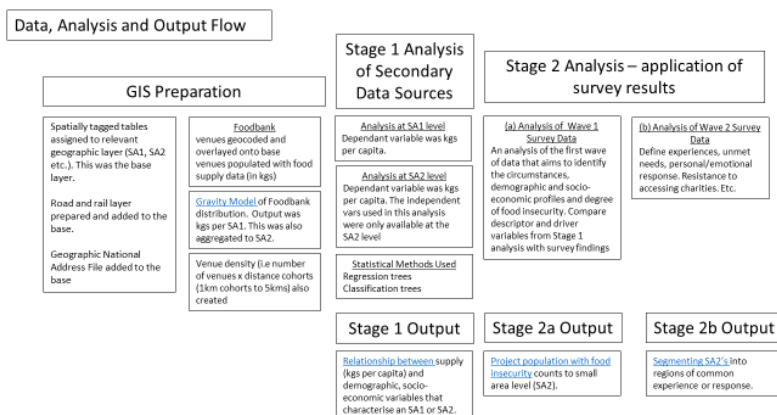 Data, Analysis and Output Flow
GIS Preparation
Spatially tagged tables
assigned to relevant
geographic layer (SA1, SA2
etc.). This was the base
layer.
Road and rail layer
prepared and added to the
base.
Geographic National
Address File added to the
base
Foodbank
venues geocoded and
overlayed onto base
venues populated with food
supply data (in kgs)
Gravity Model of Foodbank
distribution. Output was
kgs per SA1. This was also
aggregated to SA2.
Venue density (i.e number
of venues x distance cohorts
(1km cohorts to 5kms) also
created
Stage 1 Analysis
of Secondary
Data Sources
Analysis at SA1 level
Dependant variable was kgs
per capita.
Analysis at SA2 level
Dependant variable was kgs
per capita. The independent
vars used in this analysis
were only available at the
SA2 level
Statistical Methods Used
Regression trees
Classification trees
Stage 2 Analysis – application of
survey results
(a) Analysis of Wave 1
Survey Data
An analysis of the first wave
of data that aims to identify
the circumstances,
demographic and socio-
economic profiles and degree
of food insecurity. Compare
descriptor and driver
variables from Stage 1
analysis with survey findings
(b) Analysis of Wave 2 Survey
Data
Define experiences, unmet
needs, personal/emotional
response. Resistance to
accessing charities. Etc.
Stage 1 Output
Relationship between supply
(kgs per capita) and
demographic, socio-
economic variables that
characterise an SA1 or SA2.
Stage 2a Output
Project population with food
insecurity counts to small
area level (SA2).
Stage 2b Output
Segmenting SA2's into
regions of common
experience or response.